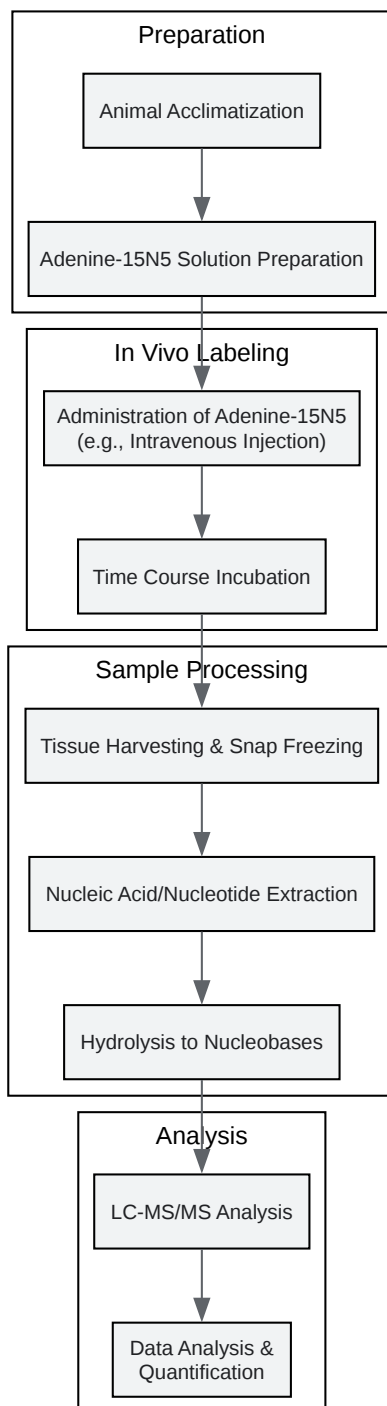 Preparation
Animal Acclimatization
Adenine-15N5 Solution Preparation
In Vivo Labeling
Administration of Adenine-15N5
(e.g., Intravenous Injection)
Time Course Incubation
Sample Processing
Tissue Harvesting & Snap Freezing
Nucleic Acid/Nucleotide Extraction
Hydrolysis to Nucleobases
Analysis
LC-MS/MS Analysis
Data Analysis &
Quantification